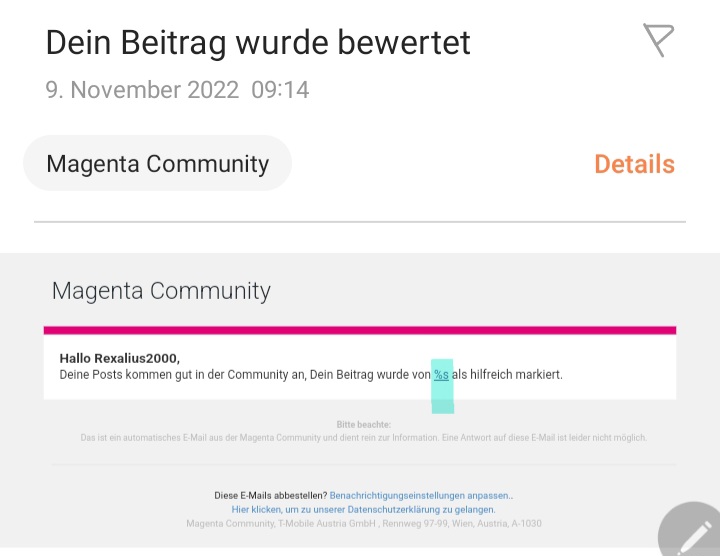 Dein Beitrag wurde bewertet
9. November 2022 09:14
Magenta Community
Details
Magenta Community
Hallo Rexalius2000,
Deine Posts kommen gut in der Community an, Dein Beitrag wurde von %s als hilfreich markiert.
Bitte beachte:
Das ist ein automatisches E-Mail aus der Magenta Community und dient rein zur Information. Eine Antwort auf diese E-Mail ist leider nicht möglich.
Diese E-Mails abbestellen? Benachrichtigungseinstellungen anpassen..
Hier klicken, um zu unserer Datenschutzerklärung zu gelangen.
Magenta Community, T-Mobile Austria GmbH , Rennweg 97-99, Wien, Austria, A-1030